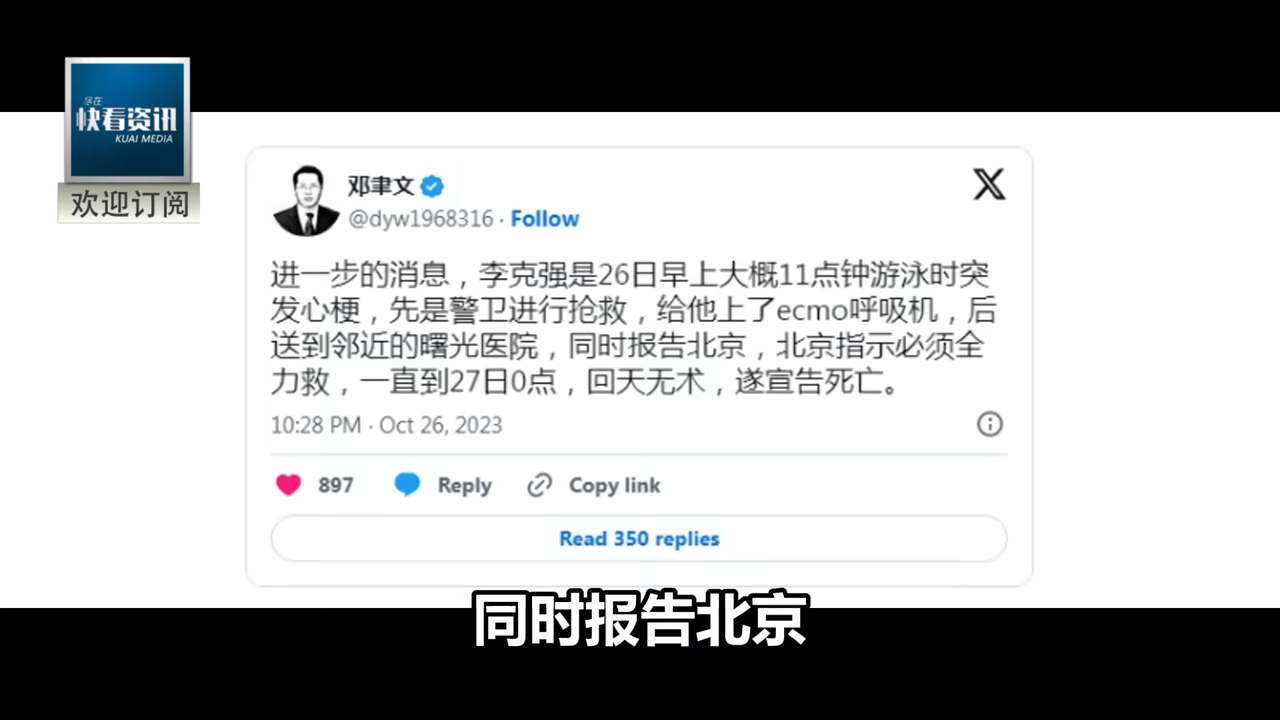 尽在
快看资讯
KUAI MEDIA
欢迎订阅
邓聿文
@dyw1968316 · Follow
进一步的消息，李克强是26日早上大概11点钟游泳时突
发心梗，先是警卫进行抢救，给他上了ecmo呼吸机，后
送到邻近的曙光医院，同时报告北京，北京指示必须全
力救，一直到27日0点，回天无术，遂宣告死亡。
10:28 PM · Oct 26, 2023
897 Reply Copy link
Read 350 replies
同时报告北京